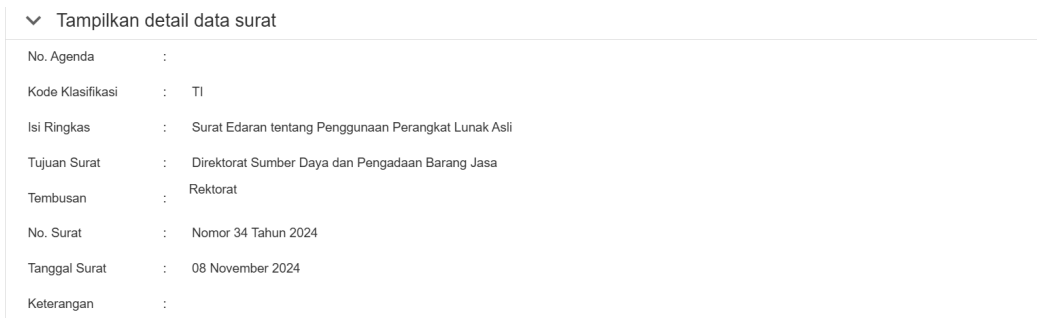 Tampilkan detail data surat
No. Agenda :
Kode Klasifikasi : TI
Isi Ringkas : Surat Edaran tentang Penggunaan Perangkat Lunak Asli
Tujuan Surat : Direktorat Sumber Daya dan Pengadaan Barang Jasa
Tembusan : Rektorat
No. Surat : Nomor 34 Tahun 2024
Tanggal Surat : 08 November 2024
Keterangan :